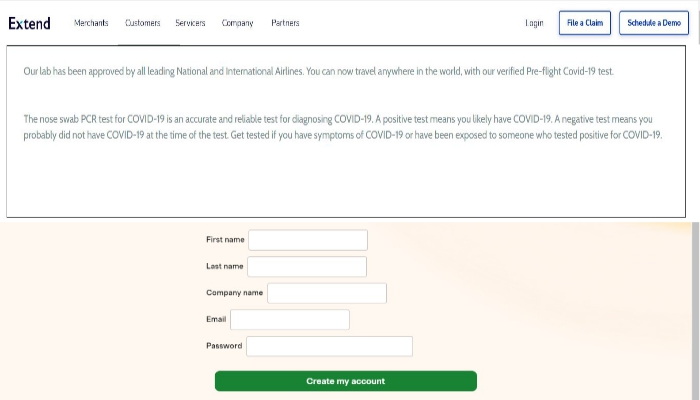 Extend Merchants Customers Servicers Company Partners Login File a Claim Schedule a Demo
Our lab has been approved by all leading National and International Airlines. You can now travel anywhere in the world, with our verified Pre-flight Covid-19 test.
The nose swab PCR test for COVID-19 is an accurate and reliable test for diagnosing COVID-19. A positive test means you likely have COVID-19. A negative test means you
probably did not have COVID-19 at the time of the test. Get tested if you have symptoms of COVID-19 or have been exposed to someone who tested positive for COVID-19.
First name
Last name
Company name
Email
Password
Create my account